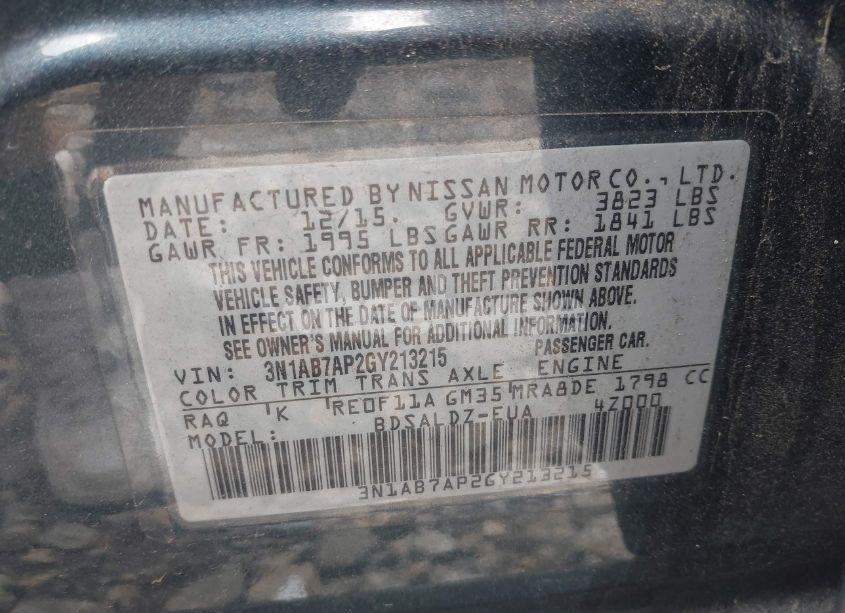 MANUFACTURED BY NISSAN MOTOR CO., LTD.
DATE: 12/15. GVWR: 3823 LBS
GAWR FR: 1995 LBS GAWR RR: 1841 LBS
THIS VEHICLE CONFORMS TO ALL APPLICABLE FEDERAL MOTOR
VEHICLE SAFETY, BUMPER AND THEFT PREVENTION STANDARDS
IN EFFECT ON THE DATE OF MANUFACTURE SHOWN ABOVE.
SEE OWNER'S MANUAL FOR ADDITIONAL INFORMATION.
VIN: 3N1AB7AP2GY213215 PASSENGER CAR.
COLOR TRIM TRANS AXLE ENGINE
RAQ K RE0F11A GM35 MRA8DE 1798 CC
MODEL: BDSALDZ-EUA 4Z000
3N1AB7AP2GY213215